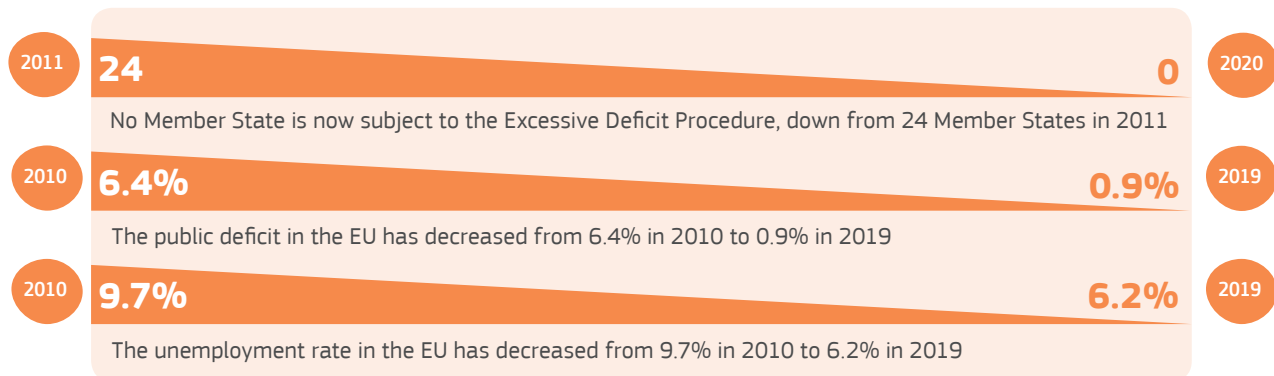 2011 24 0 2020
No Member State is now subject to the Excessive Deficit Procedure, down from 24 Member States in 2011
2010 6.4% 0.9% 2019
The public deficit in the EU has decreased from 6.4% in 2010 to 0.9% in 2019
2010 9.7% 6.2% 2019
The unemployment rate in the EU has decreased from 9.7% in 2010 to 6.2% in 2019